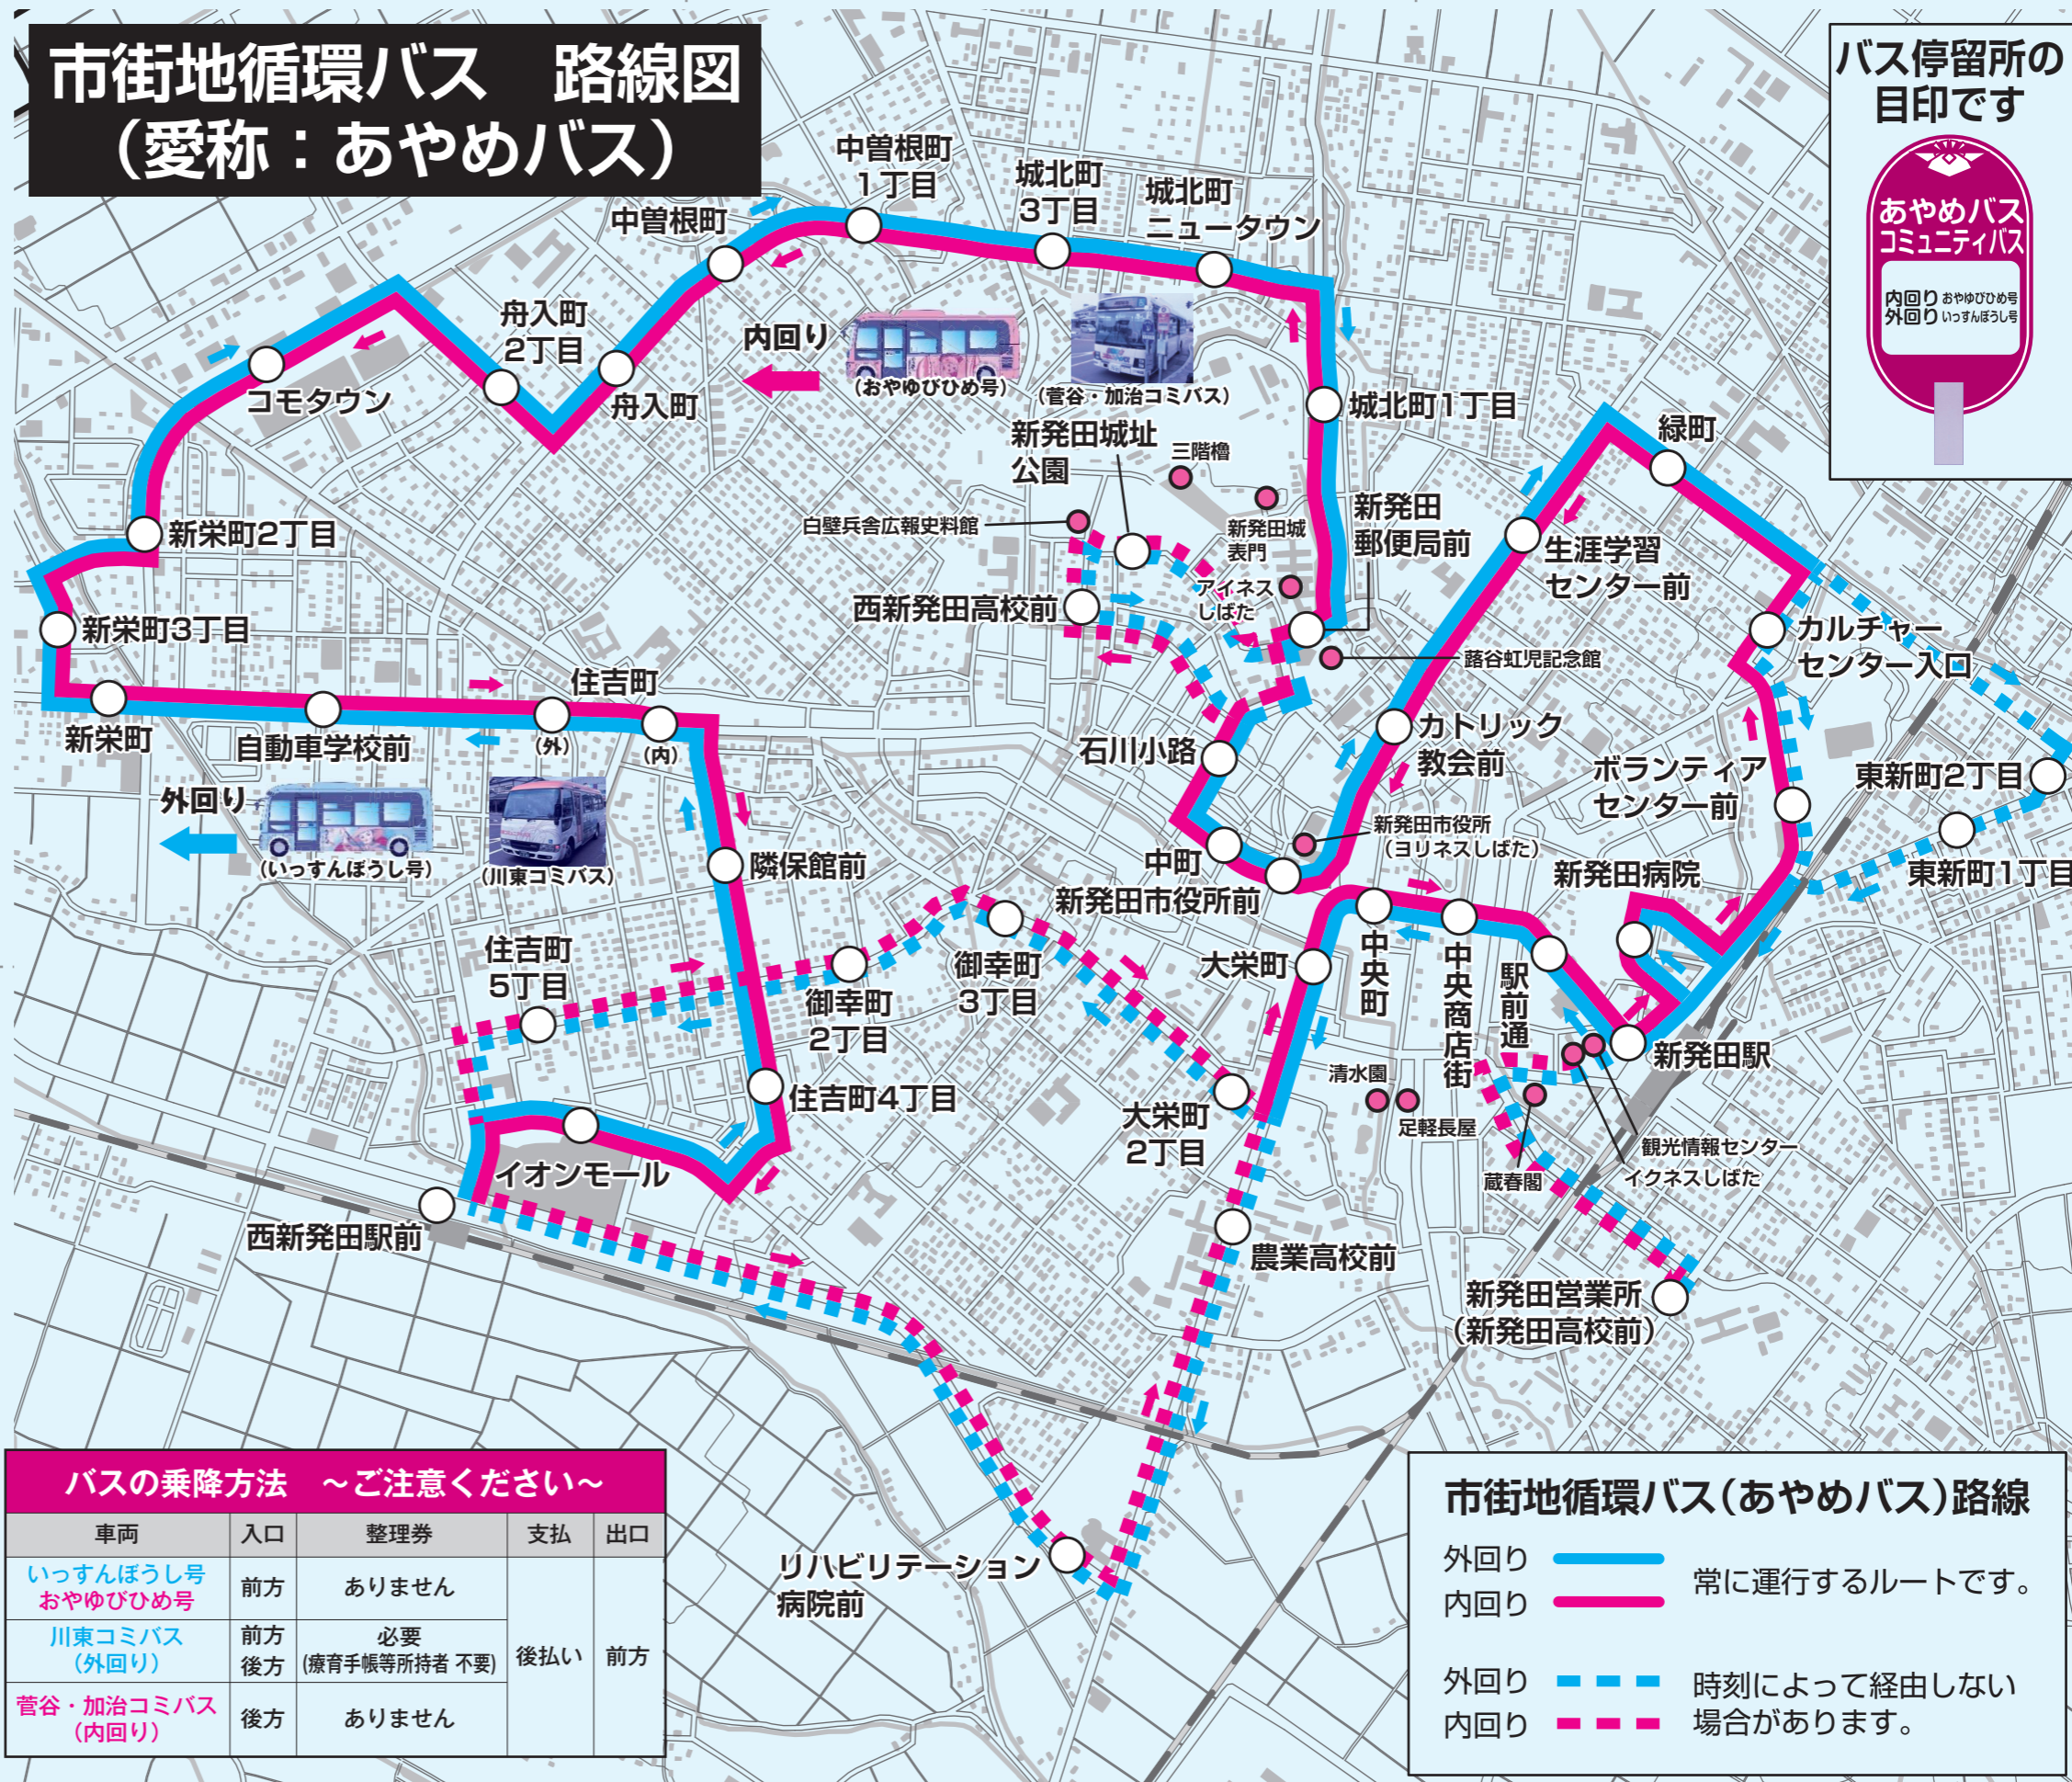 市街地循環バス　路線図
（愛称：あやめバス）
バス停留所の
目印です
あやめバス
コミュニティバス
内回り おやゆびひめ号
外回り いっすんぼうし号
中曽根町
1丁目
城北町
3丁目
城北町
ニュータウン
中曽根町
舟入町
2丁目
舟入町
コモタウン
内回り
（おやゆびひめ号）
（菅谷・加治コミバス）
城北町1丁目
緑町
新発田城址
公園
三階櫓
白壁兵舎広報史料館
新発田城
表門
新発田
郵便局前
生涯学習
センター前
新栄町2丁目
アイネス
しばた
西新発田高校前
新栄町3丁目
蕗谷虹児記念館
カルチャー
センター入口
住吉町
（外）
（内）
新栄町
自動車学校前
石川小路
カトリック
教会前
ボランティア
センター前
東新町2丁目
外回り
（いっすんぼうし号）
（川東コミバス）
新発田市役所
（ヨリネスしばた）
隣保館前
中町
新発田市役所前
新発田病院
東新町1丁目
住吉町
5丁目
御幸町
2丁目
御幸町
3丁目
大栄町
中央町
中央商店街
駅前通
新発田駅
清水園
足軽長屋
住吉町4丁目
大栄町
2丁目
観光情報センター
イクネスしばた
蔵春閣
イオンモール
西新発田駅前
農業高校前
新発田営業所
（新発田高校前）
リハビリテーション
病院前
バスの乗降方法　～ご注意ください～
車両 入口 整理券 支払 出口
いっすんぼうし号
おやゆびひめ号
前方 ありません
川東コミバス
（外回り）
前方
後方
必要
(療育手帳等所持者 不要)
後払い 前方
菅谷・加治コミバス
（内回り）
後方 ありません
市街地循環バス（あやめバス）路線
外回り
内回り
常に運行するルートです。
外回り
内回り
時刻によって経由しない
場合があります。